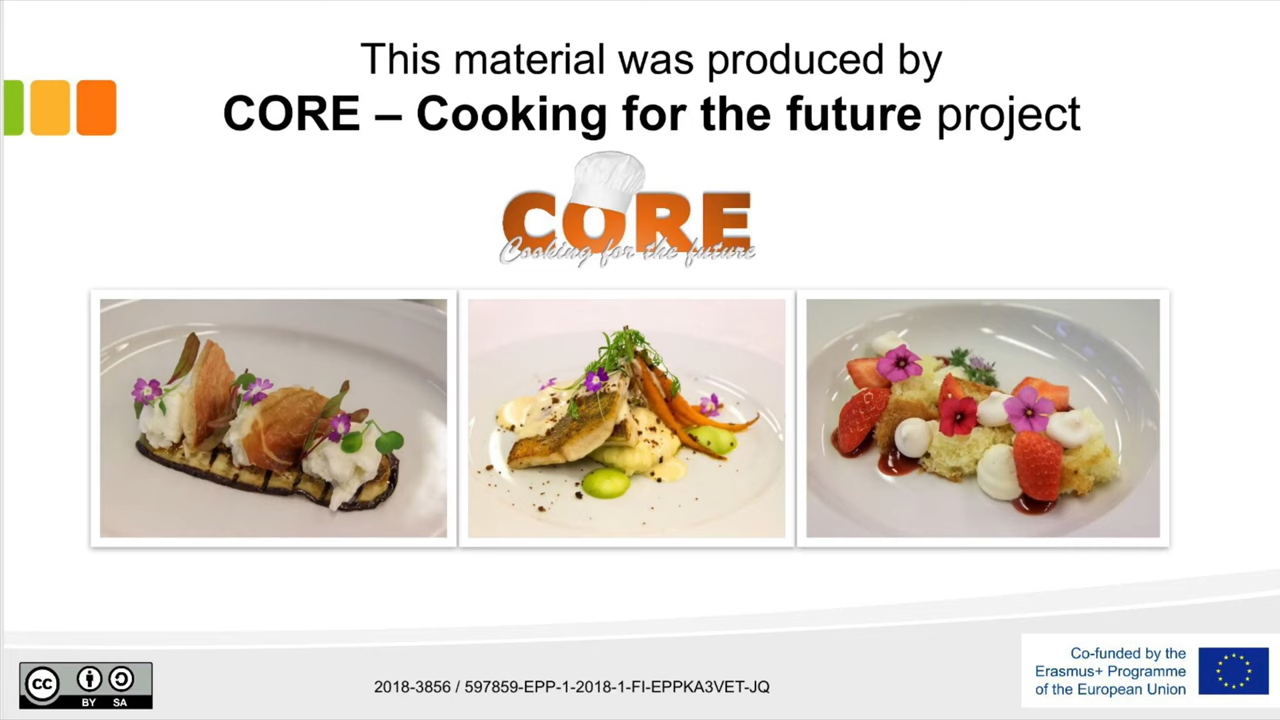 This material was produced by
CORE – Cooking for the future project
CORE
Cooking for the future
2018-3856 / 597859-EPP-1-2018-1-FI-EPPKA3VET-JQ
cc
BY SA
Co-funded by the
Erasmus+ Programme
of the European Union